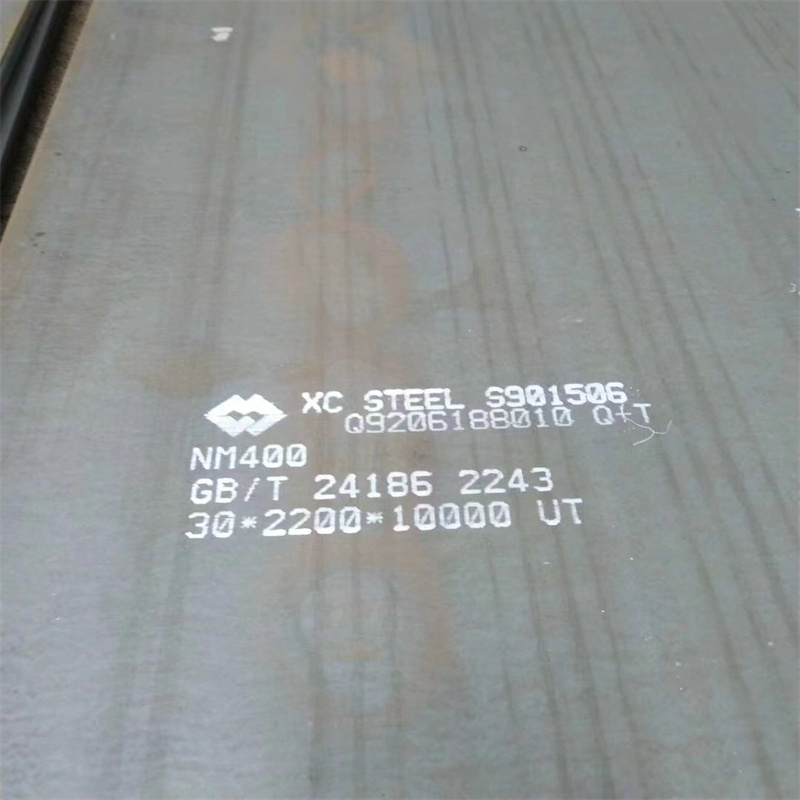 XC STEEL S901506
Q9206188010 Q+T
NM400
GB/T 24186 2243
30*2200*10000 UT